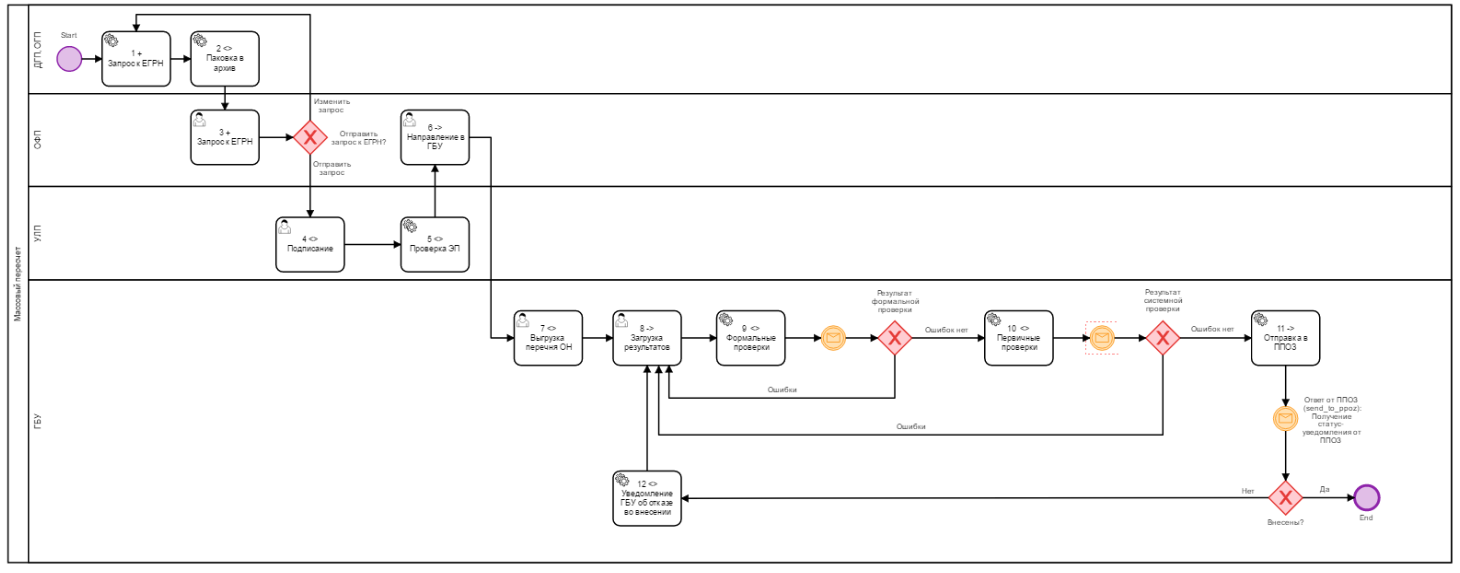 Массовый пересчет
ДГП, ОГП
Start
1 +
Запрос к ЕГРН
2 <>
Паковка в
архив
ОФП
3 +
Запрос к ЕГРН
Изменить
запрос
Отправить
запрос к ЕГРН?
Отправить
запрос
6 ->
Направление в
ГБУ
УЛП
4 <>
Подписание
5 <>
Проверка ЭП
ГБУ
7 <>
Выгрузка
перечня ОН
8 ->
Загрузка
результатов
9 <>
Формальные
проверки
Результат
формальной
проверки
Ошибок нет
Ошибки
10 <>
Первичные
проверки
Результат
системной
проверки
Ошибок нет
Ошибки
11 ->
Отправка в
ППОЗ
Ответ от ППОЗ
(send_to_ppoz):
Получение
статус-
уведомления от
ППОЗ
12 <>
Уведомление
ГБУ об отказе
во внесении
Нет
Внесены?
Да
End